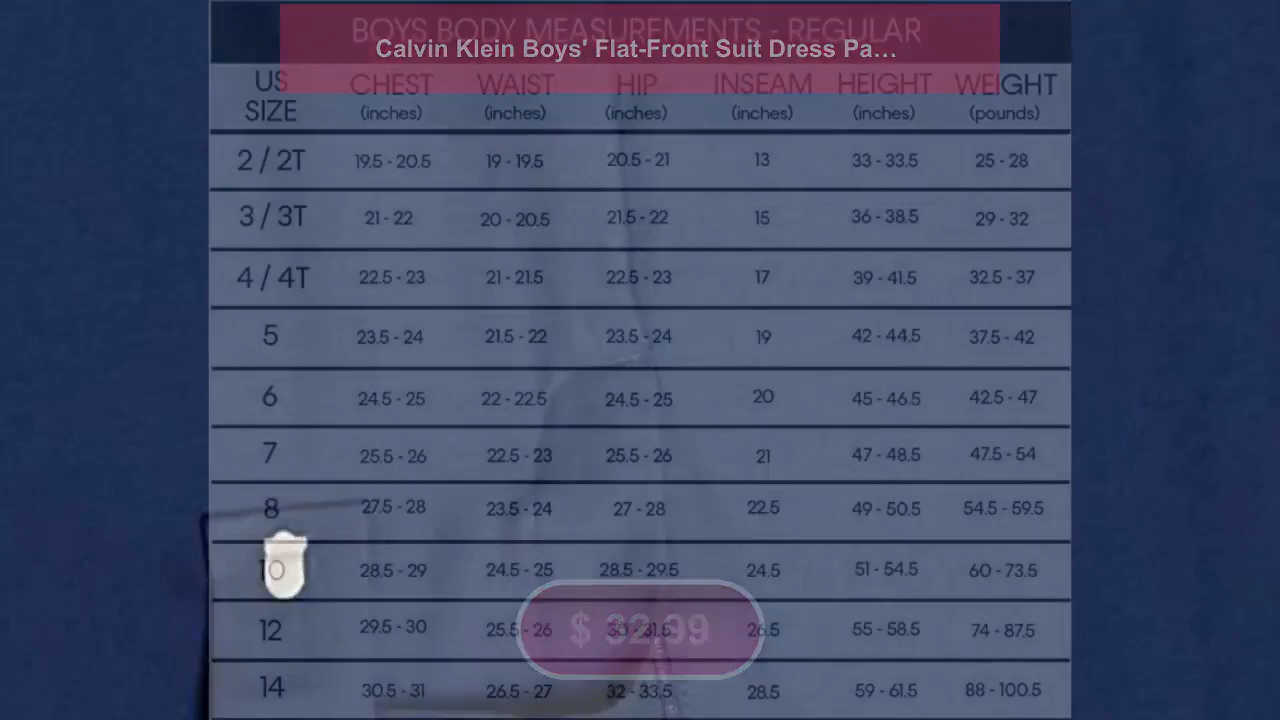 BOYS BODY MEASUREMENTS - REGULAR
Calvin Klein Boys' Flat-Front Suit Dress Pa...
US SIZE CHEST (inches) WAIST (inches) HIP (inches) INSEAM (inches) HEIGHT (inches) WEIGHT (pounds)
2 / 2T 19.5 - 20.5 19 - 19.5 20.5 - 21 13 33 - 33.5 25 - 28
3 / 3T 21 - 22 20 - 20.5 21.5 - 22 15 36 - 38.5 29 - 32
4 / 4T 22.5 - 23 21 - 21.5 22.5 - 23 17 39 - 41.5 32.5 - 37
5 23.5 - 24 21.5 - 22 23.5 - 24 19 42 - 44.5 37.5 - 42
6 24.5 - 25 22 - 22.5 24.5 - 25 20 45 - 46.5 42.5 - 47
7 25.5 - 26 22.5 - 23 25.5 - 26 21 47 - 48.5 47.5 - 54
8 27.5 - 28 23.5 - 24 27 - 28 22.5 49 - 50.5 54.5 - 59.5
10 28.5 - 29 24.5 - 25 28.5 - 29.5 24.5 51 - 54.5 60 - 73.5
12 29.5 - 30 25.5 - 26 30 - 31.5 26.5 55 - 58.5 74 - 87.5
$ 32.99
14 30.5 - 31 26.5 - 27 32 - 33.5 28.5 59 - 61.5 88 - 100.5